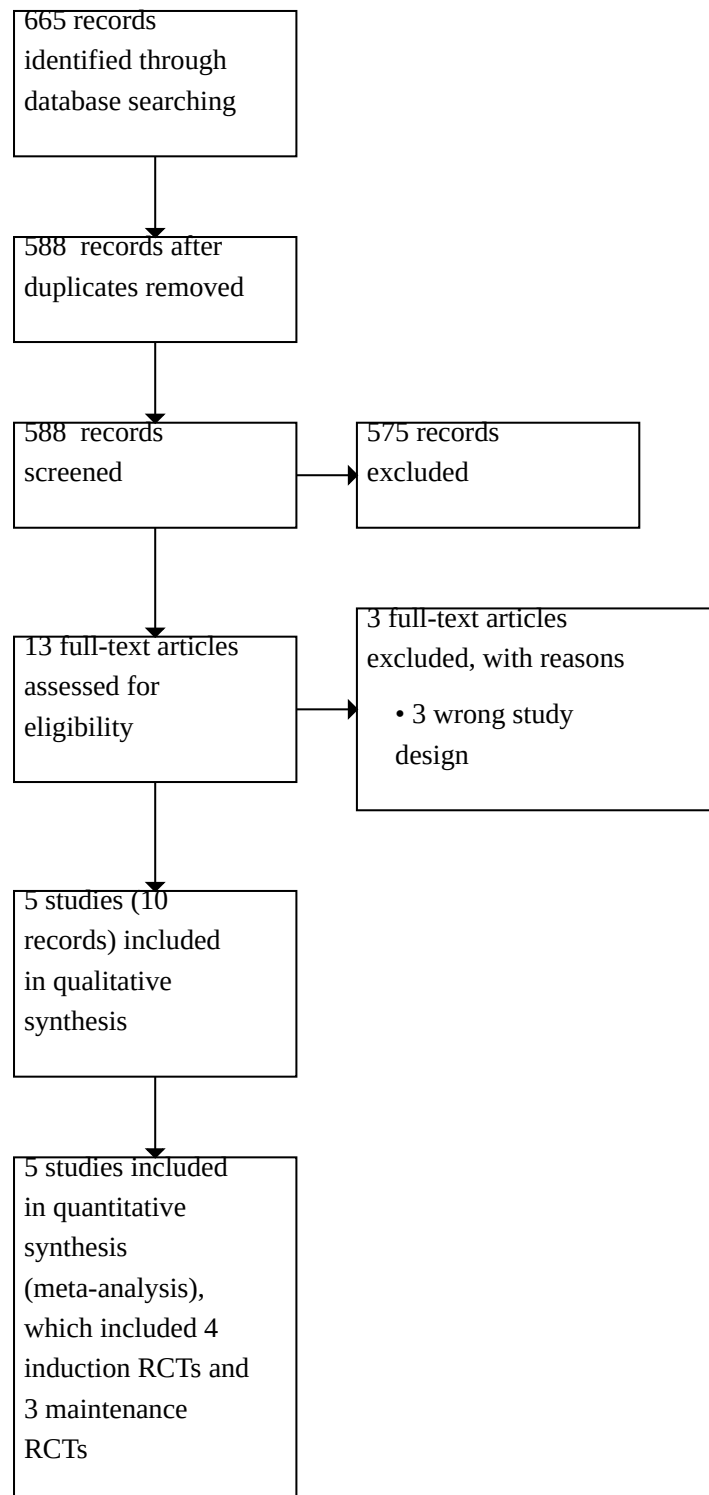 665 records
identified through
database searching
588 records after
duplicates removed
588 records
screened
575 records
excluded
13 full-text articles
assessed for
eligibility
3 full-text articles
excluded, with reasons
• 3 wrong study
design
5 studies (10
records) included
in qualitative
synthesis
5 studies included
in quantitative
synthesis
(meta-analysis),
which included 4
induction RCTs and
3 maintenance
RCTs